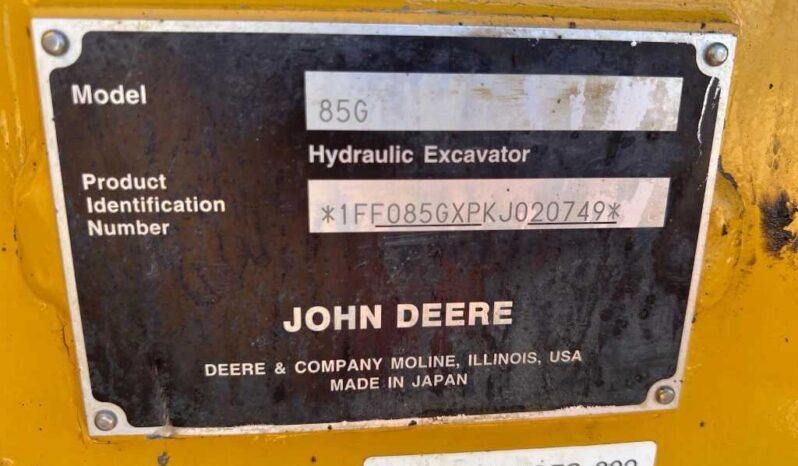 Model 85G
Hydraulic Excavator
Product
Identification
Number
*1FF085GXPKJ020749*
JOHN DEERE
DEERE & COMPANY MOLINE, ILLINOIS, USA
MADE IN JAPAN